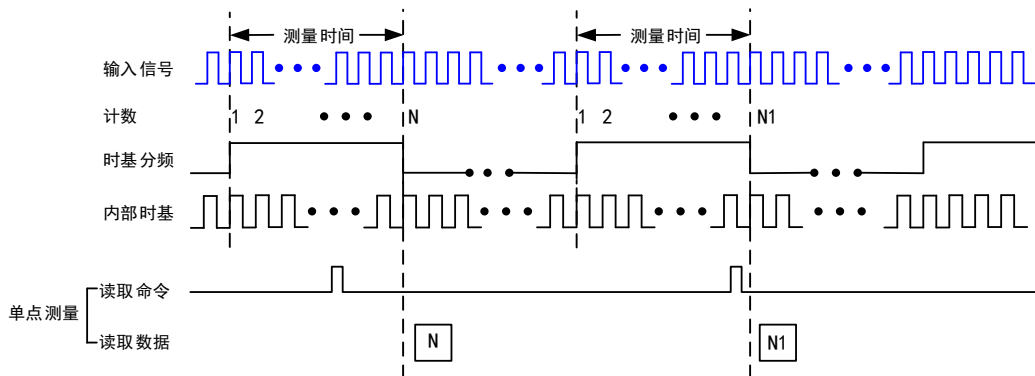 测量时间 测量时间
输入信号
计数 1 2 N 1 2 N1
时基分频
内部时基
读取命令
单点测量
读取数据 N N1